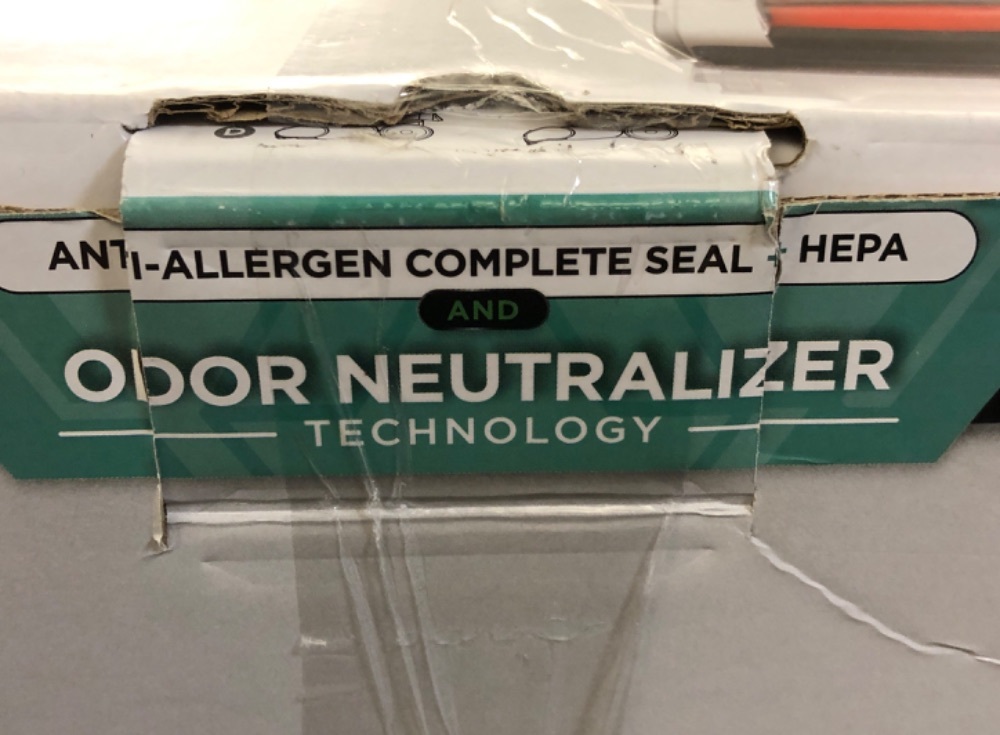 D
ANTI-ALLERGEN COMPLETE SEAL + HEPA
AND
ODOR NEUTRALIZER
TECHNOLOGY